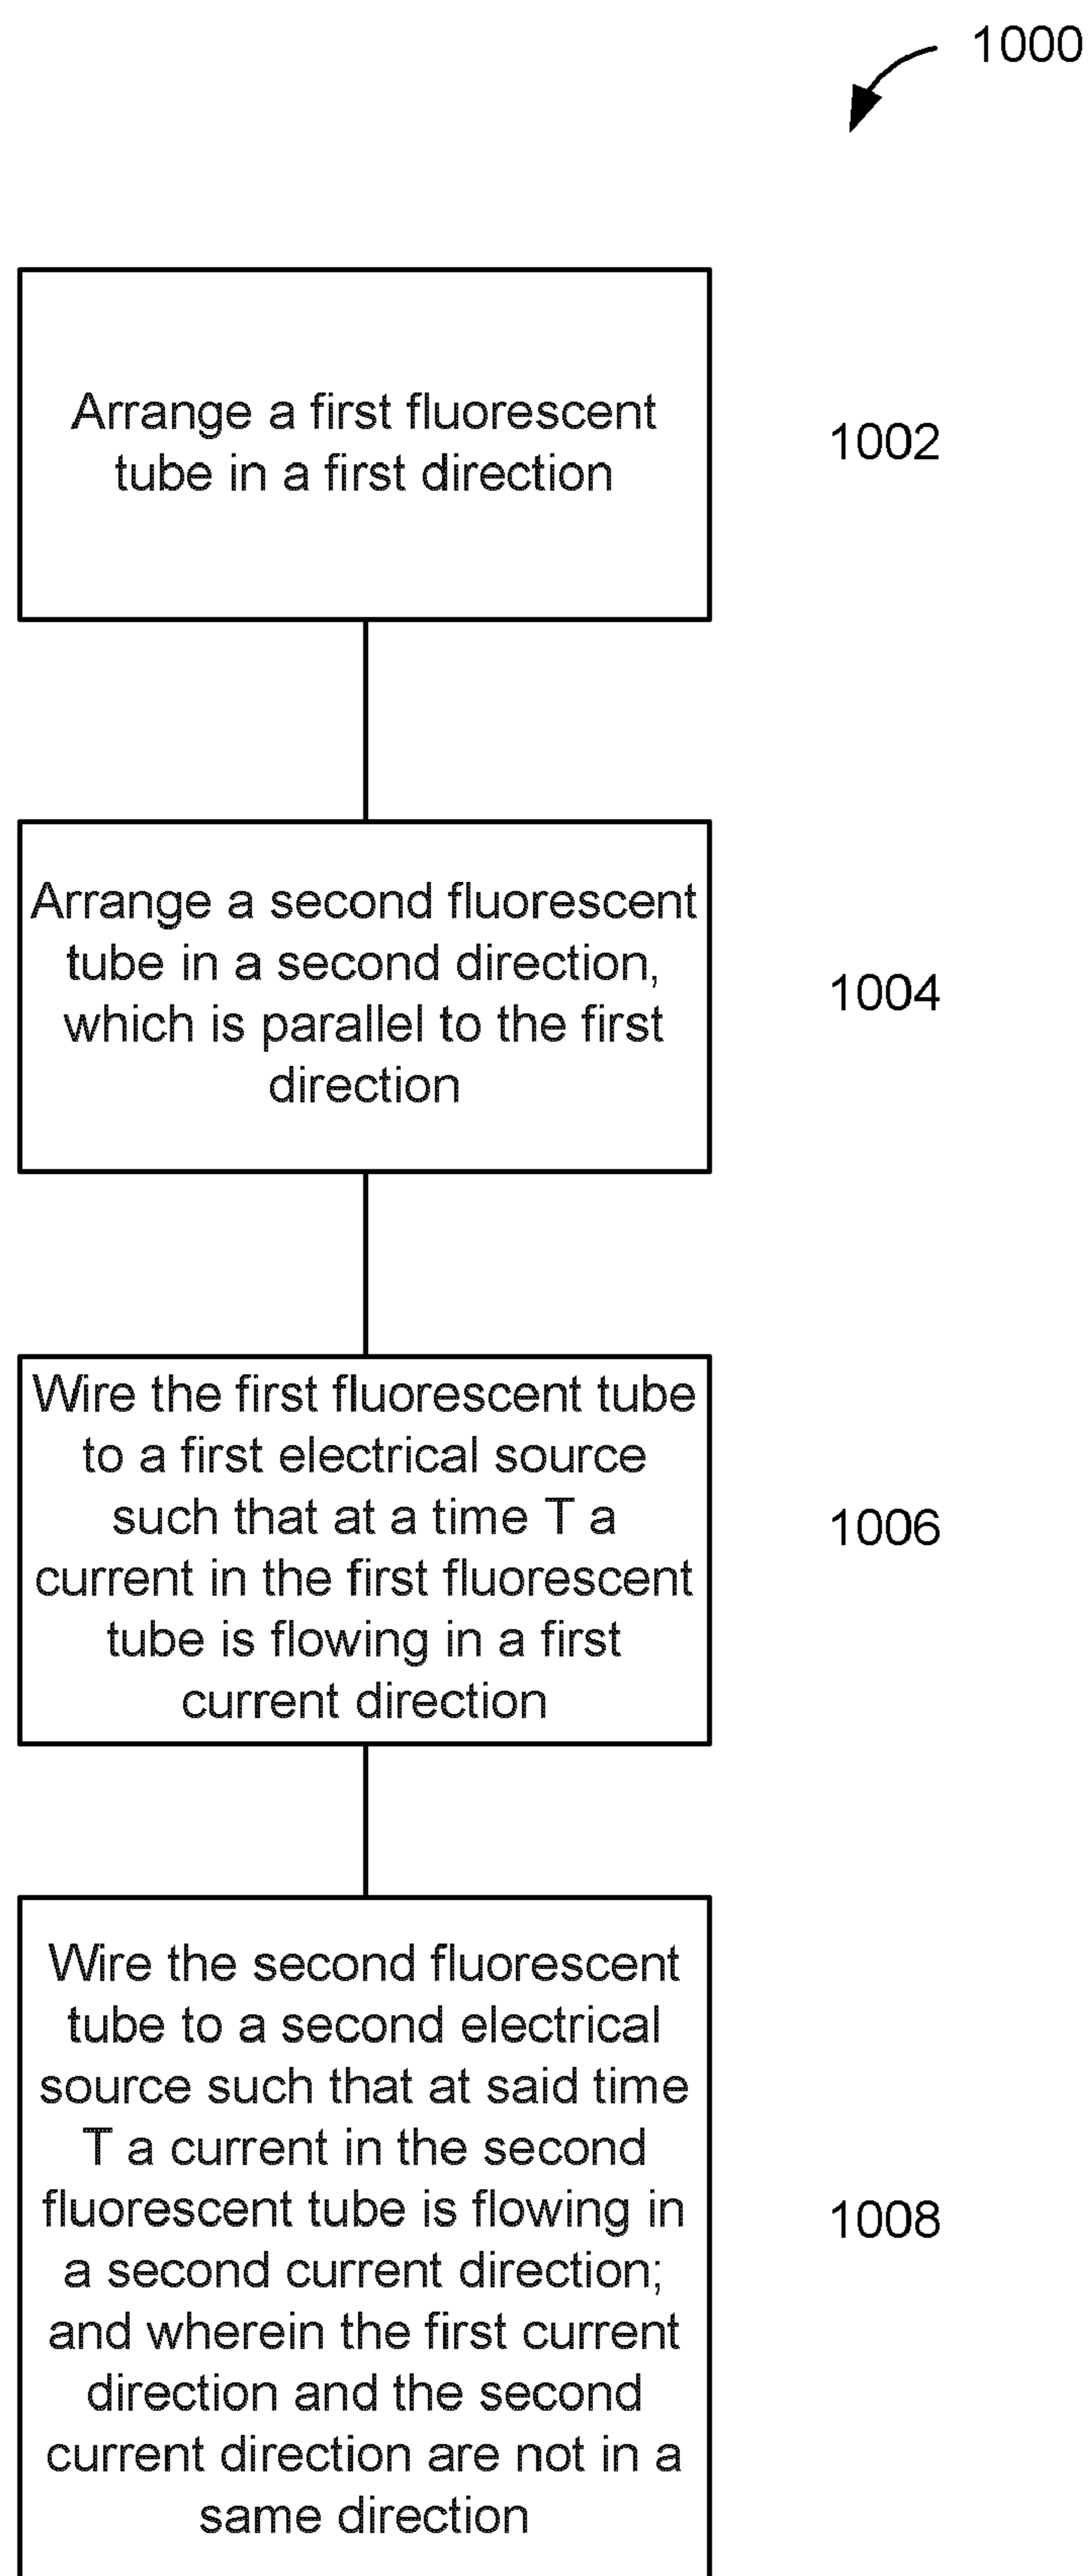 1000
Arrange a first fluorescent
tube in a first direction
1002
Arrange a second fluorescent
tube in a second direction,
which is parallel to the first
direction
1004
Wire the first fluorescent tube
to a first electrical source
such that at a time T a
current in the first fluorescent
tube is flowing in a first
current direction
1006
Wire the second fluorescent
tube to a second electrical
source such that at said time
T a current in the second
fluorescent tube is flowing in
a second current direction;
and wherein the first current
direction and the second
current direction are not in a
same direction
1008